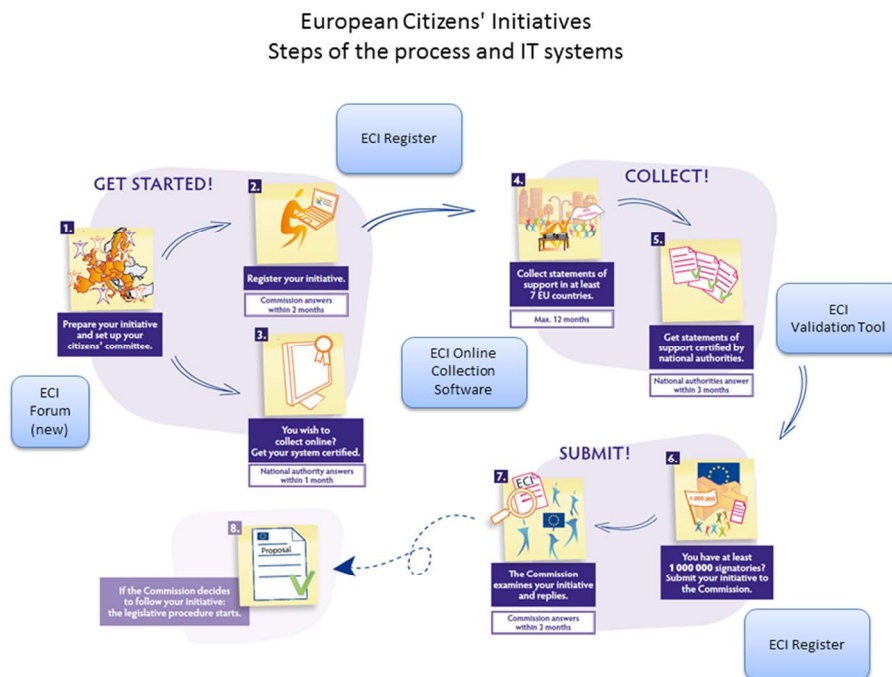 European Citizens' Initiatives
Steps of the process and IT systems
ECI Register
GET STARTED!
1.
Prepare your initiative
and set up your
citizens' committee.
ECI
Forum
(new)
2.
Register your initiative.
Commission answers
within 2 months
3.
You wish to
collect online?
Get your system certified.
National authority answers
within 1 month
ECI Online
Collection
Software
COLLECT!
4.
Collect statements of
support in at least
7 EU countries.
Max. 12 months
5.
Get statements of
support certified by
national authorities.
National authorities answer
within 3 months
ECI
Validation Tool
SUBMIT!
6.
1 000 000
You have at least
1 000 000 signatories?
Submit your initiative to
the Commission.
ECI Register
7.
ECI
The Commission
examines your initiative
and replies.
Commission answers
within 3 months
8.
Proposal
If the Commission decides
to follow your initiative:
the legislative procedure starts.